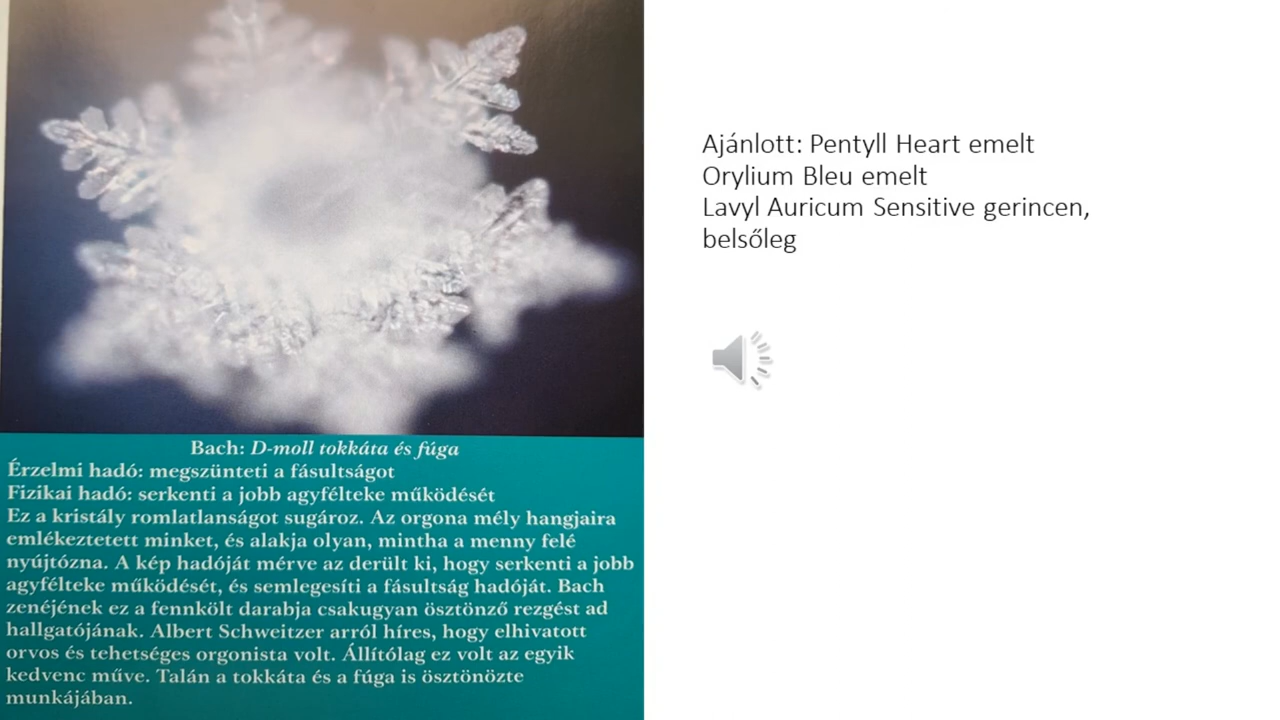 Bach: D-moll tokkáta és fúga
Érzelmi hadó: megszünteti a fásultságot
Fizikai hadó: serkenti a jobb agyfélteke működését
Ez a kristály romlatlanságot sugároz. Az orgona mély hangjaira
emlékeztetett minket, és alakja olyan, mintha a menny felé
nyújtózna. A kép hadóját mérve az derült ki, hogy serkenti a jobb
agyfélteke működését, és semlegesíti a fásultság hadóját. Bach
zenéjének ez a fennkölt darabja csakugyan ösztönző rezgést ad
hallgatójának. Albert Schweitzer arról híres, hogy elhivatott
orvos és tehetséges orgonista volt. Állítólag ez volt az egyik
kedvenc műve. Talán a tokkáta és a fúga is ösztönözte
munkájában.
Ajánlott: Pentyll Heart emelt
Orylium Bleu emelt
Lavyl Auricum Sensitive gerincen,
belsőleg